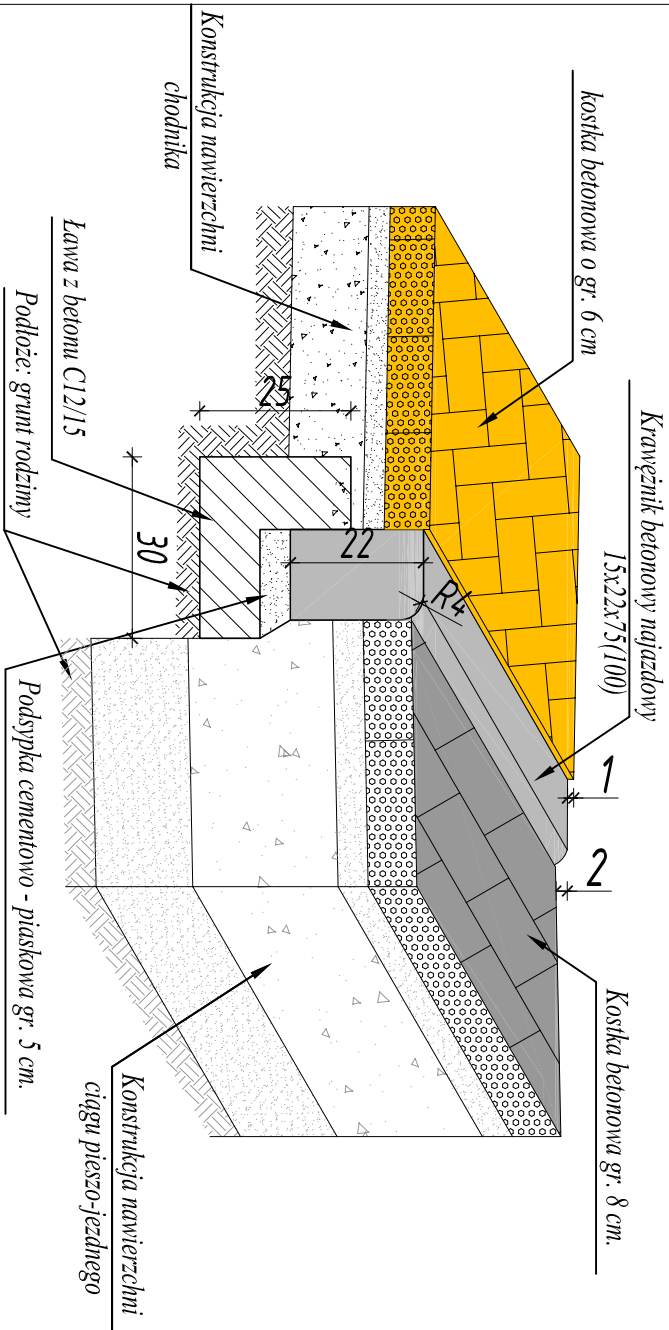 kostka betonowa o gr. 6 cm
Krawężnik betonowy najazdowy
15x22x75(100)
1
2
Kostka betonowa gr. 8 cm.
R4
22
25
30
Konstrukcja nawierzchni
chodnika
Ława z betonu C12/15
Podłoże: grunt rodzimy
Podsypka cementowo - piaskowa gr. 5 cm.
Konstrukcja nawierzchni
ciągu pieszo-jezdnego